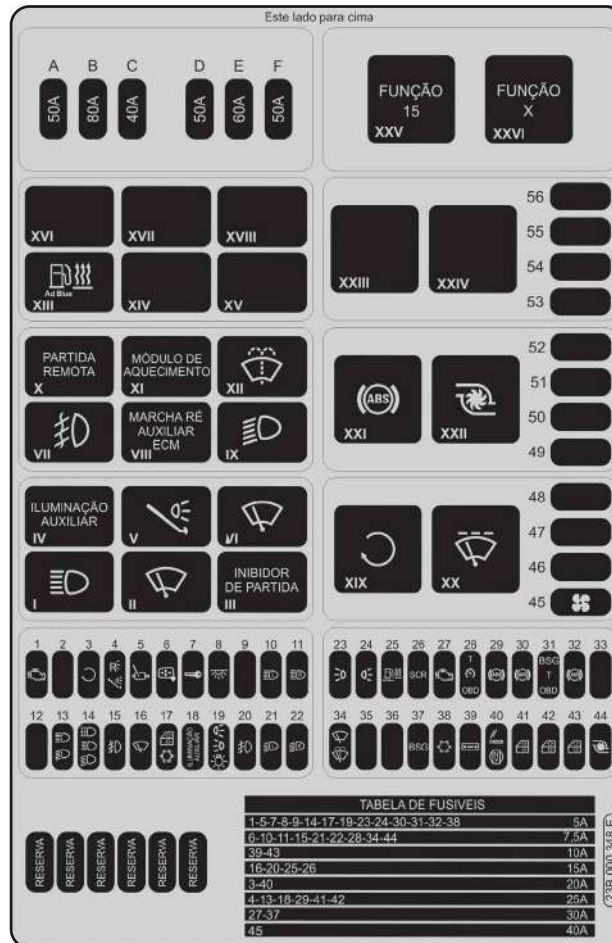 Este lado para cima
A B C D E F
50A 80A 40A 50A 60A 50A
FUNÇÃO
15
XXV
FUNÇÃO
X
XXVI
XVI XVII XVIII
Ad Blue
XIII XIV XV
XXIII XXIV
56
55
54
53
PARTIDA
REMOTA
X
MÓDULO DE
AQUECIMENTO
XI
XII
VII
MARCHA RÉ
AUXILIAR
ECM
VIII
IX
ABS
XXI
XXII
52
51
50
49
ILUMINAÇÃO
AUXILIAR
IV
V
VI
I
II
INIBIDOR
DE PARTIDA
III
XIX
XX
48
47
46
45
1 2 3 4 5 6 7 8 9 10 11
R
12 13 14 15 16 17 18 19 20 21 22
ILUMINAÇÃO
AUXILIAR
23 24 25 26 27 28 29 30 31 32 33
SCR
T
OBD
BSG
T
OBD
34 35 36 37 38 39 40 41 42 43 44
BSG
RESERVA RESERVA RESERVA RESERVA RESERVA RESERVA
TABELA DE FUSIVEIS
1-5-7-8-9-14-17-19-23-24-30-31-32-38 5A
6-10-11-15-21-22-28-34-44 7,5A
39-43 10A
16-20-25-26 15A
3-40 20A
4-13-18-29-41-42 25A
27-37 30A
45 40A
23B 000 348 E